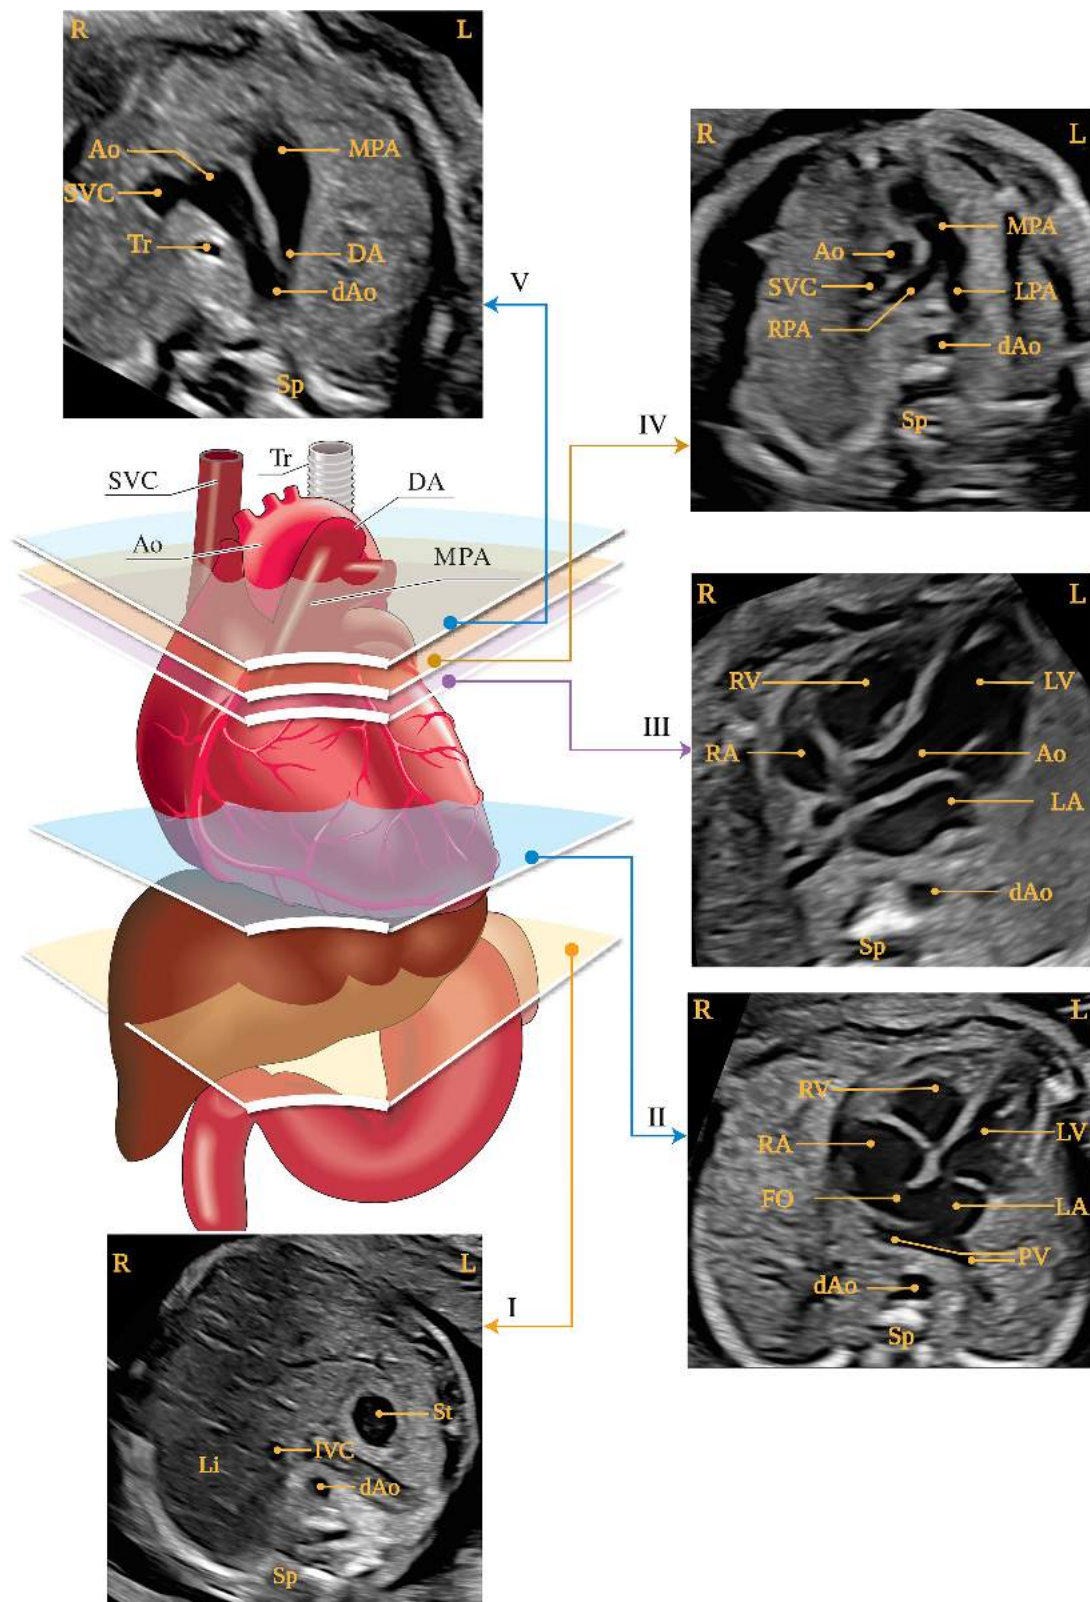 R L
Ao
MPA
SVC
Tr
DA
dAo
Sp
V
R L
MPA
Ao
SVC
LPA
RPA
dAo
Sp
IV
SVC
Tr
DA
Ao
MPA
R L
RV
LV
RA
Ao
LA
dAo
Sp
III
R L
RV
LV
RA
FO
LA
PV
dAo
Sp
II
R L
St
IVC
Li
dAo
Sp
I